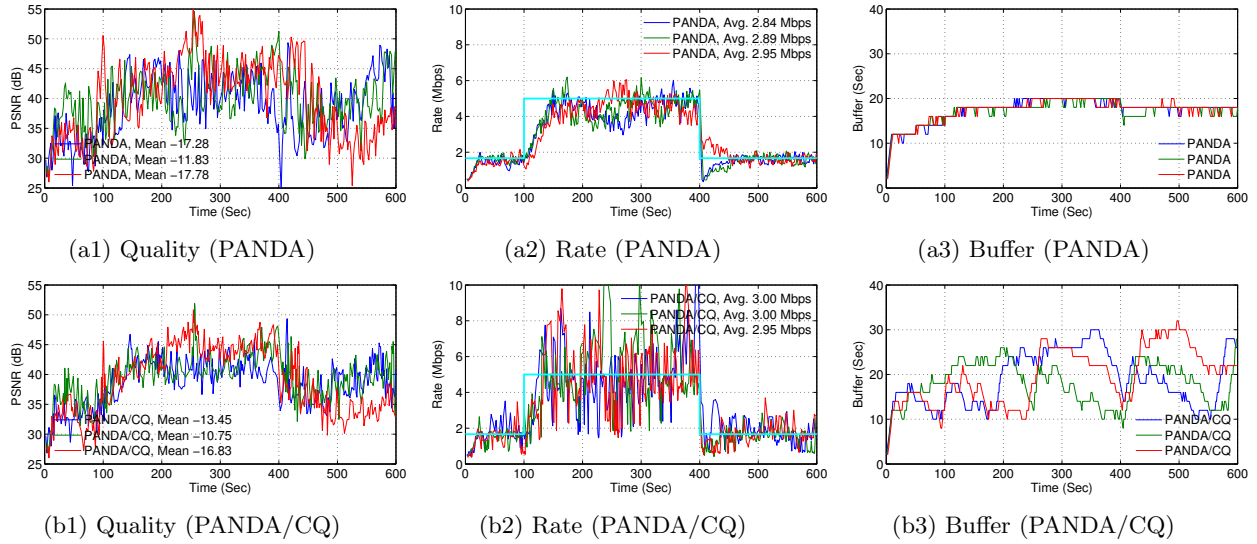 55
50
45
40
35
30
25
PSNR (dB)
PANDA, Mean −17.28
PANDA, Mean −11.83
PANDA, Mean −17.78
0 100 200 300 400 500 600
Time (Sec)
(a1) Quality (PANDA)
10
8
6
4
2
0
Rate (Mbps)
PANDA, Avg. 2.84 Mbps
PANDA, Avg. 2.89 Mbps
PANDA, Avg. 2.95 Mbps
0 100 200 300 400 500 600
Time (Sec)
(a2) Rate (PANDA)
40
30
20
10
0
Buffer (Sec)
PANDA
PANDA
PANDA
0 100 200 300 400 500 600
Time (Sec)
(a3) Buffer (PANDA)
55
50
45
40
35
30
25
PSNR (dB)
PANDA/CQ, Mean −13.45
PANDA/CQ, Mean −10.75
PANDA/CQ, Mean −16.83
0 100 200 300 400 500 600
Time (Sec)
(b1) Quality (PANDA/CQ)
10
8
6
4
2
0
Rate (Mbps)
PANDA/CQ, Avg. 3.00 Mbps
PANDA/CQ, Avg. 3.00 Mbps
PANDA/CQ, Avg. 2.95 Mbps
0 100 200 300 400 500 600
Time (Sec)
(b2) Rate (PANDA/CQ)
40
30
20
10
0
Buffer (Sec)
PANDA/CQ
PANDA/CQ
PANDA/CQ
0 100 200 300 400 500 600
Time (Sec)
(b3) Buffer (PANDA/CQ)